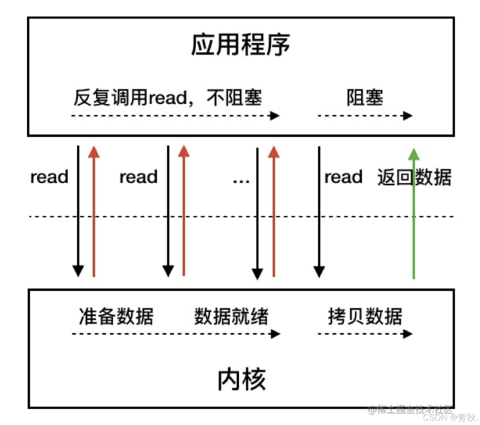 应用程序
反复调用read，不阻塞
阻塞
read
read
...
read
返回数据
准备数据
数据就绪
拷贝数据
内核
@稀土掘金技术社区
CSDN @青秋.